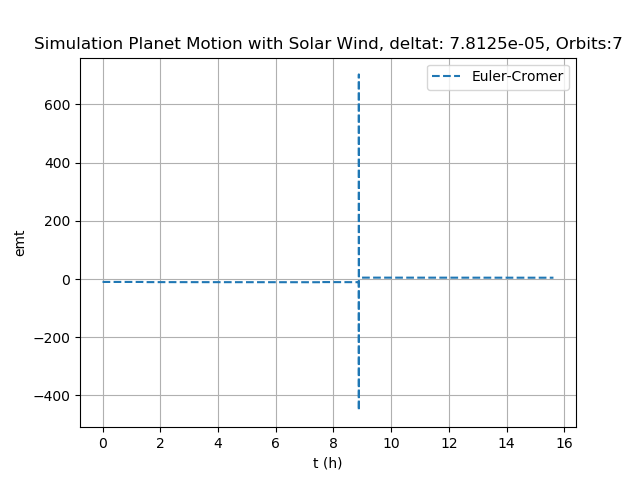 Simulation Planet Motion with Solar Wind, deltat: 7.8125e-05, Orbits:7
Euler-Cromer
600
400
200
0
−200
−400
emt
0 2 4 6 8 10 12 14 16
t (h)